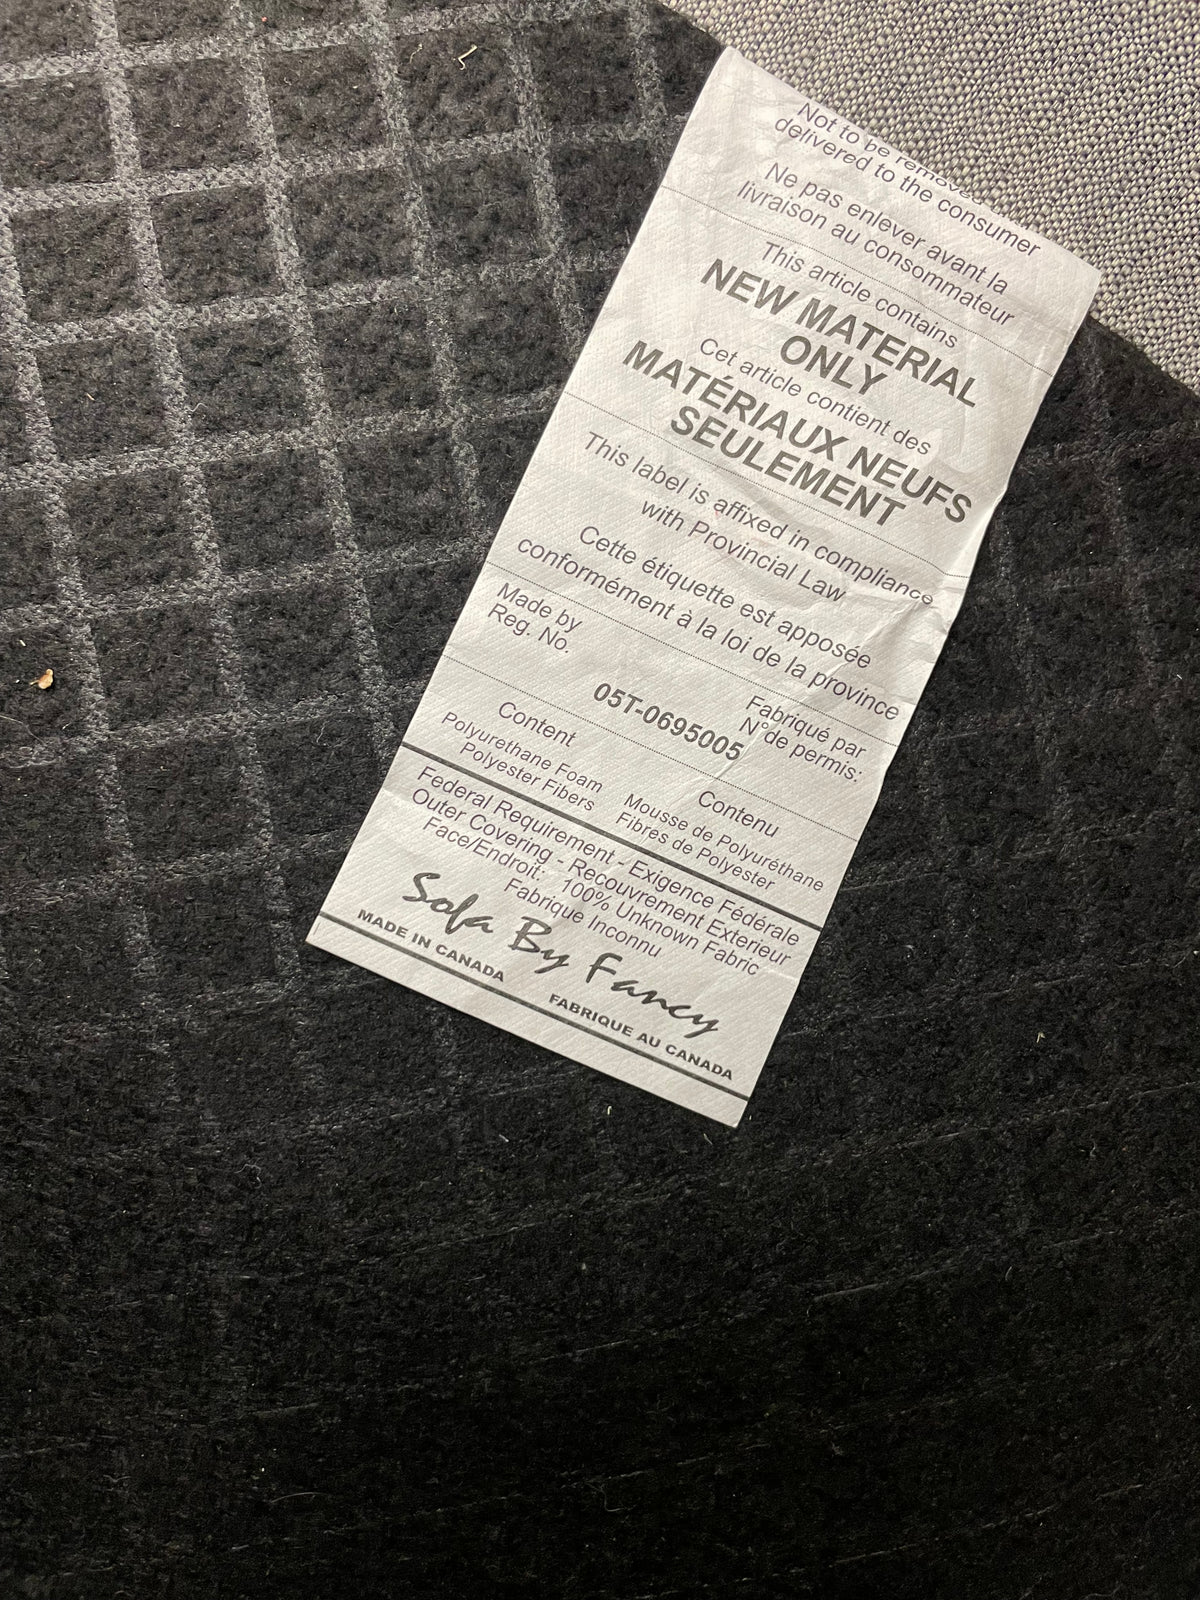 Not to be removed
delivered to the consumer
Ne pas enlever avant la
livraison au consommateur
This article contains
NEW MATERIAL
ONLY
Cet article contient des
MATÉRIAUX NEUFS
SEULEMENT
This label is affixed in compliance
with Provincial Law
Cette étiquette est apposée
conformément à la loi de la province
Made by
Reg. No.
Fabriqué par
N° de permis:
05T-0695005
Content
Polyurethane Foam
Polyester Fibers
Contenu
Mousse de Polyuréthane
Fibres de Polyester
Federal Requirement - Exigence Fédérale
Outer Covering - Recouvrement Exterieur
Face/Endroit: 100% Unknown Fabric
Fabrique Inconnu
Sofa By Fancy
MADE IN CANADA FABRIQUE AU CANADA